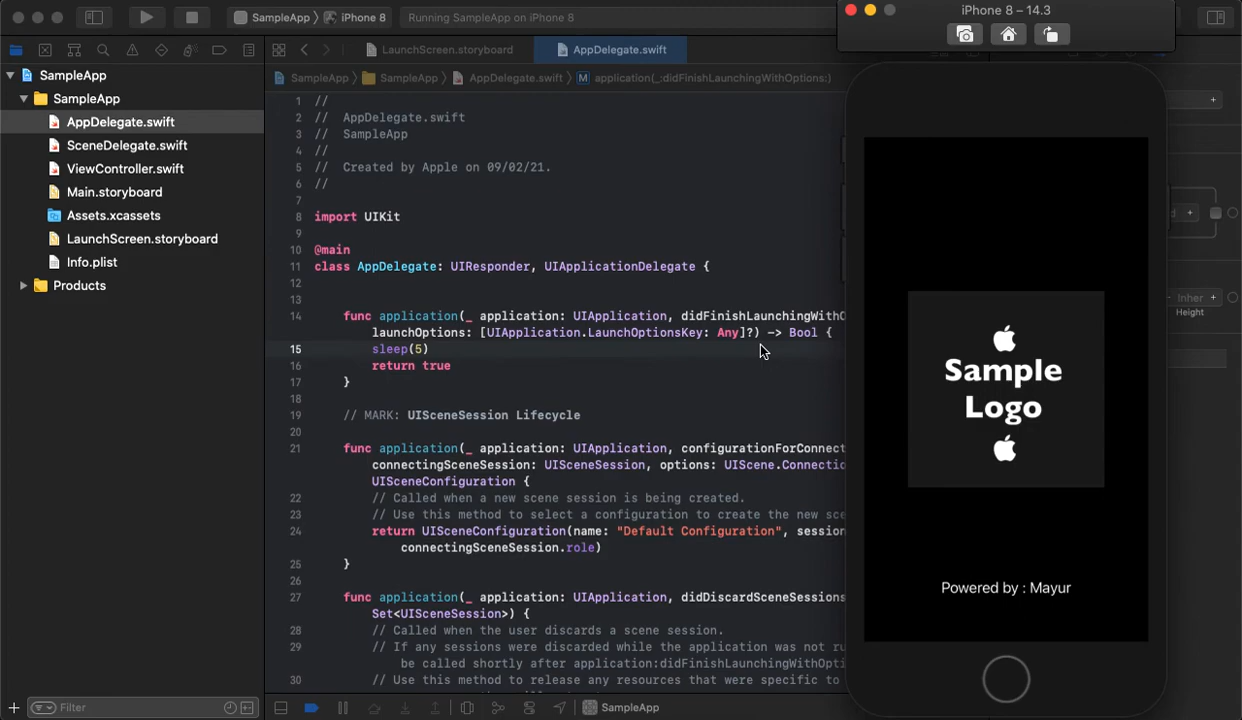 SampleApp
iPhone 8
Running SampleApp on iPhone 8
iPhone 8 – 14.3
LaunchScreen.storyboard
AppDelegate.swift
SampleApp
SampleApp
AppDelegate.swift
M
application(_:didFinishLaunchingWithOptions:)
SampleApp
SampleApp
AppDelegate.swift
SceneDelegate.swift
ViewController.swift
Main.storyboard
Assets.xcassets
LaunchScreen.storyboard
Info.plist
Products
Filter
1 //
2 // AppDelegate.swift
3 // SampleApp
4 //
5 // Created by Apple on 09/02/21.
6 //
7
8 import UIKit
9
10 @main
11 class AppDelegate: UIResponder, UIApplicationDelegate {
12
13
14 func application(_ application: UIApplication, didFinishLaunchingWithO
launchOptions: [UIApplication.LaunchOptionsKey: Any]?) -> Bool {
15 sleep(5)
16 return true
17 }
18
19 // MARK: UISceneSession Lifecycle
20
21 func application(_ application: UIApplication, configurationForConnect
connectingSceneSession: UISceneSession, options: UIScene.Connectio
UISceneConfiguration {
22 // Called when a new scene session is being created.
23 // Use this method to select a configuration to create the new sce
24 return UISceneConfiguration(name: "Default Configuration", session
connectingSceneSession.role)
25 }
26
27 func application(_ application: UIApplication, didDiscardSceneSessions
Set<UISceneSession>) {
28 // Called when the user discards a scene session.
29 // If any sessions were discarded while the application was not ru
be called shortly after application:didFinishLaunchingWithOpti
30 // Use this method to release any resources that were specific to
SampleApp
Sample
Logo
Powered by : Mayur
Inher
Height